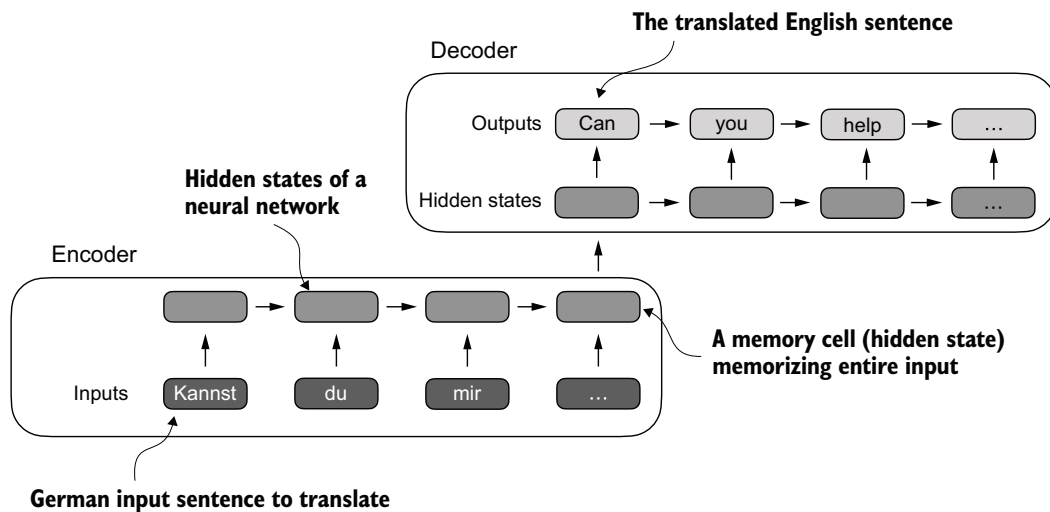 The translated English sentence
Decoder
Outputs Can you help …
Hidden states of a
neural network
Hidden states …
Encoder
A memory cell (hidden state)
memorizing entire input
Inputs Kannst du mir …
German input sentence to translate